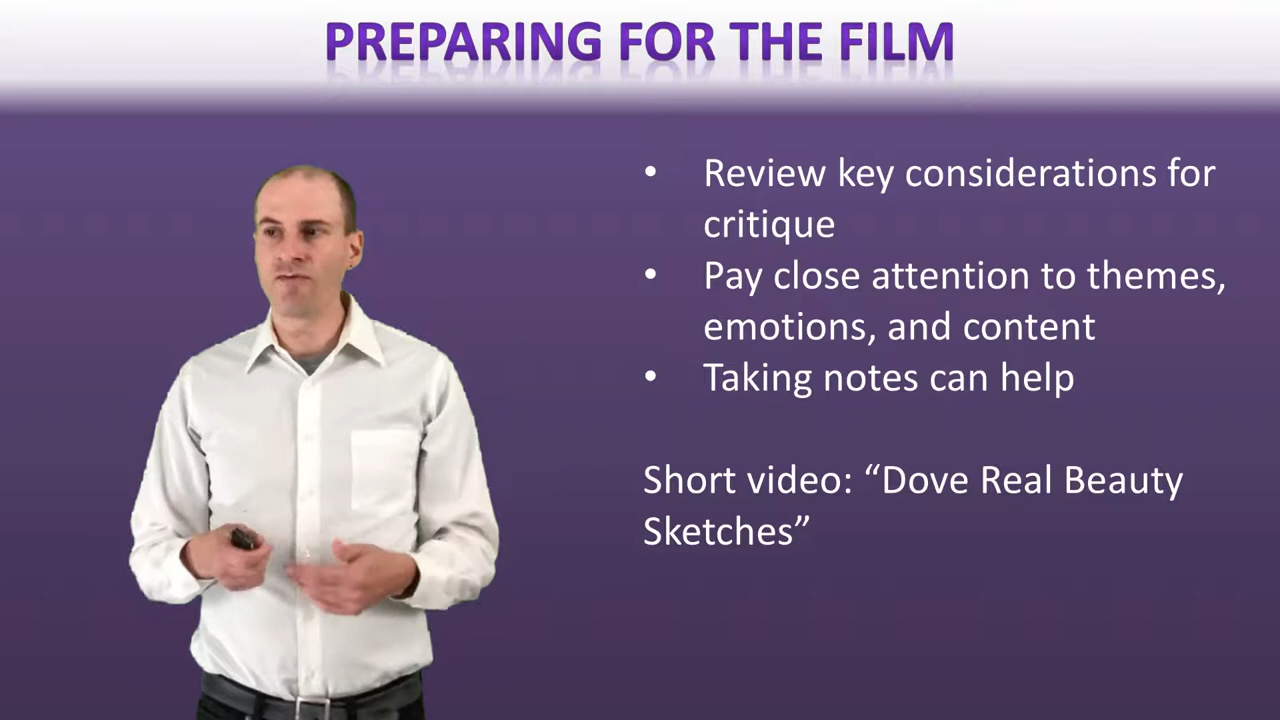 PREPARING FOR THE FILM
• Review key considerations for
critique
• Pay close attention to themes,
emotions, and content
• Taking notes can help
Short video: “Dove Real Beauty
Sketches”